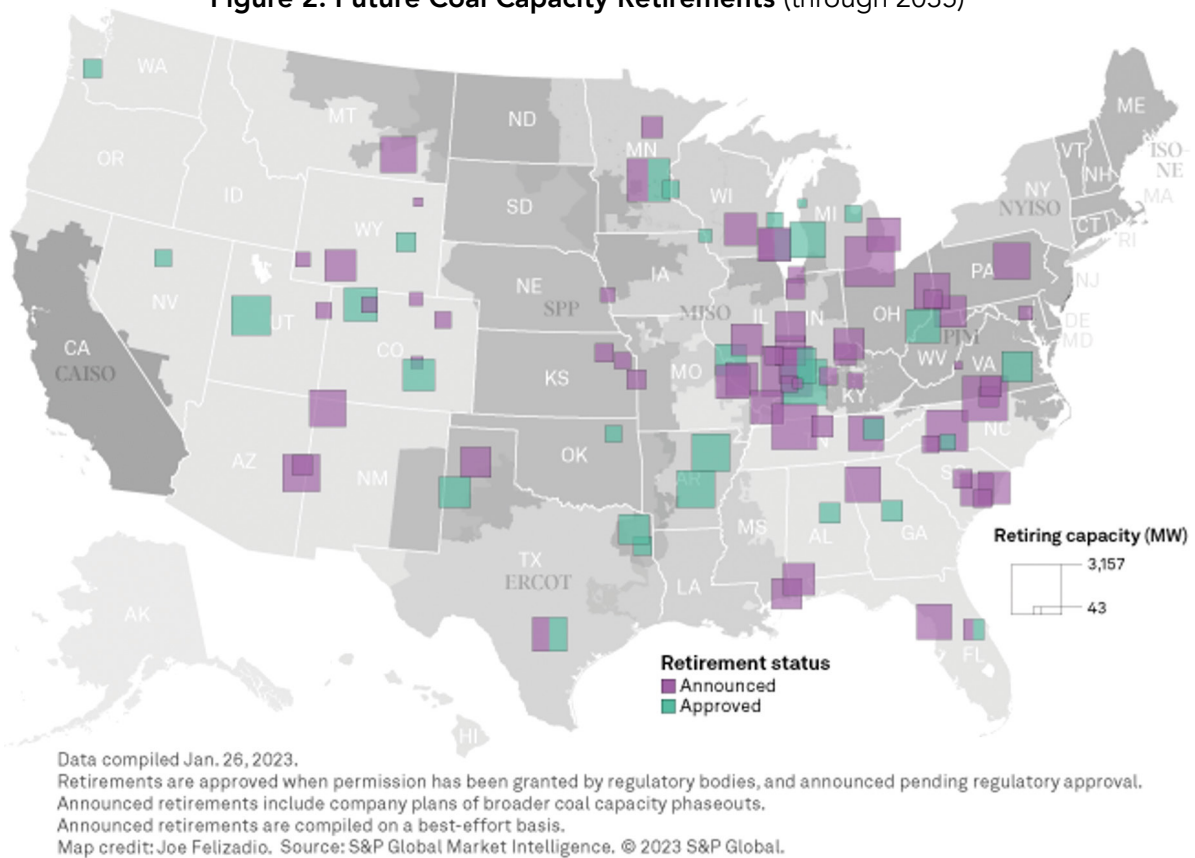 Figure 2: Future Coal Capacity Retirements (through 2035)
WA
MT
ND
MN
ME
OR
ID
SD
WI
MI
VT
NH
ISO-
NE
NY
NYISO
MA
CT
RI
WY
NV
UT
NE
SPP
IA
MISO
IL
IN
OH
PA
NJ
PJM
DE
MD
WV
VA
CA
CAISO
CO
KS
MO
KY
NC
AZ
NM
OK
AR
N
S
TX
ERCOT
LA
MS
AL
GA
FL
AK
HI
Retiring capacity (MW)
3,157
43
Retirement status
Announced
Approved
Data compiled Jan. 26, 2023.
Retirements are approved when permission has been granted by regulatory bodies, and announced pending regulatory approval.
Announced retirements include company plans of broader coal capacity phaseouts.
Announced retirements are compiled on a best-effort basis.
Map credit: Joe Felizadio. Source: S&P Global Market Intelligence. © 2023 S&P Global.